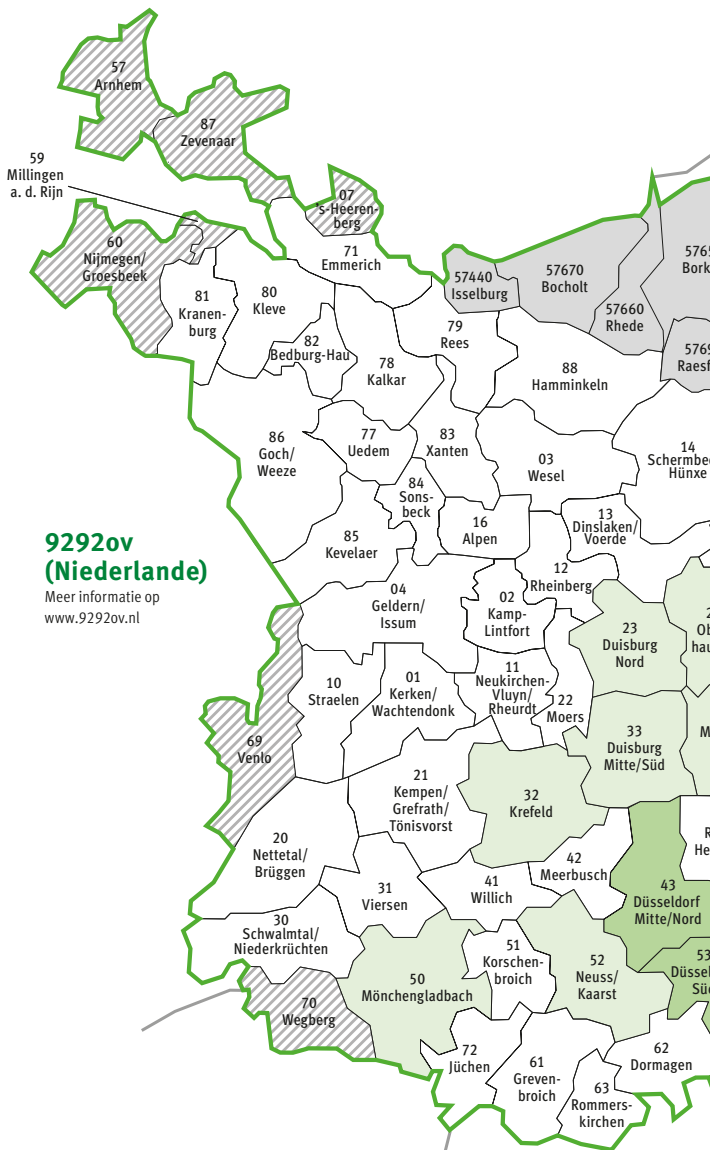 57
Arnhem
87
Zevenaar
59
Millingen
a. d. Rijn
07
's-Heeren-
berg
60
Nijmegen/
Groesbeek
71
Emmerich
57440
Isselburg
57670
Bocholt
57660
Rhede
81
Kranen-
burg
80
Kleve
82
Bedburg-Hau
78
Kalkar
79
Rees
88
Hamminkeln
86
Goch/
Weeze
77
Uedem
83
Xanten
03
Wesel
14
84
Sons-
beck
16
Alpen
13
Dinslaken/
Voerde
Hünxe
85
Kevelaer
9292ov
(Niederlande)
Meer informatie op
www.9292ov.nl
04
Geldern/
Issum
02
Kamp-
Lintfort
12
Rheinberg
23
Duisburg
Nord
10
Straelen
01
Kerken/
Wachtendonk
11
Neukirchen-
Vluyn/
Rheurdt
22
Moers
33
Duisburg
Mitte/Süd
69
Venlo
21
Kempen/
Grefrath/
Tönisvorst
32
Krefeld
20
Nettetal/
Brüggen
42
Meerbusch
43
Düsseldorf
Mitte/Nord
31
Viersen
41
Willich
30
Schwalmtal/
Niederkrüchten
51
Korschen-
broich
52
Neuss/
Kaarst
53
50
Mönchengladbach
70
Wegberg
72
Jüchen
61
Greven-
broich
62
Dormagen
63
Rommers-
kirchen